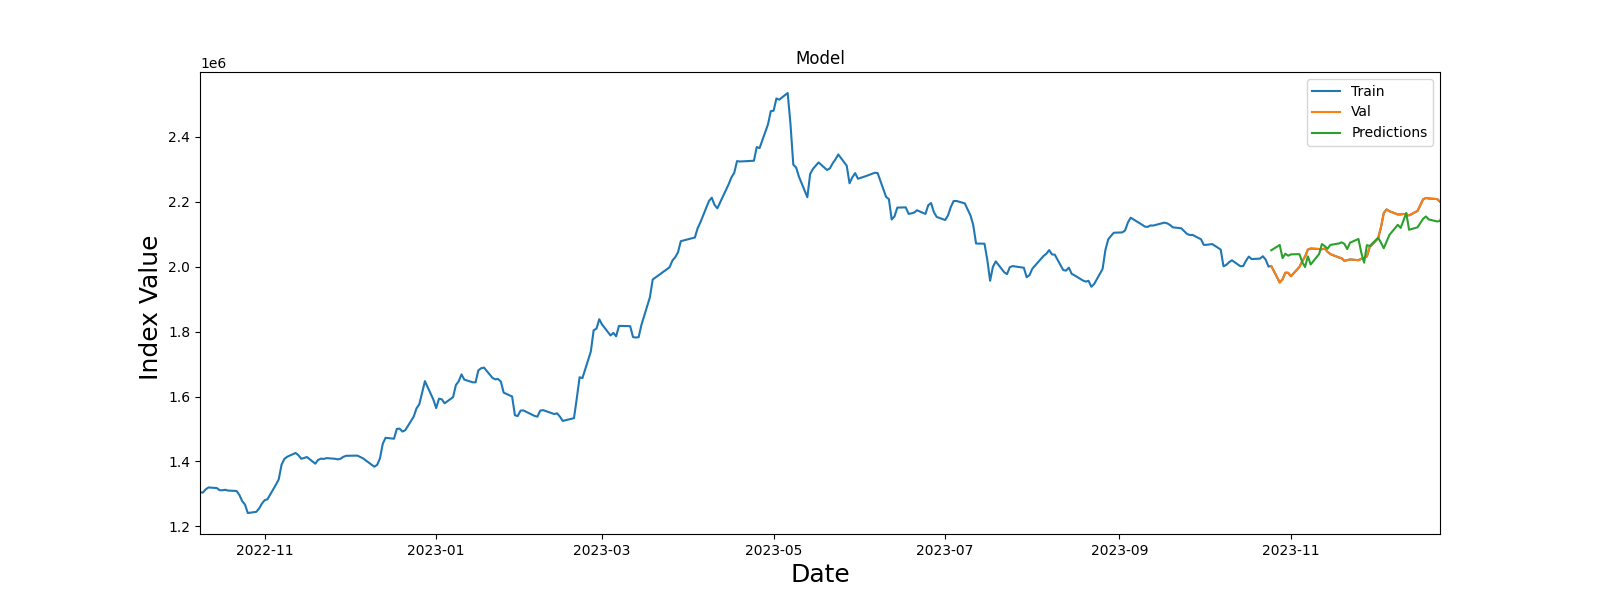 Model
1e6
Train
Val
Predictions
2.4
2.2
2.0
1.8
1.6
1.4
1.2
Index Value
2022-11
2023-01
2023-03
2023-05
2023-07
2023-09
2023-11
Date